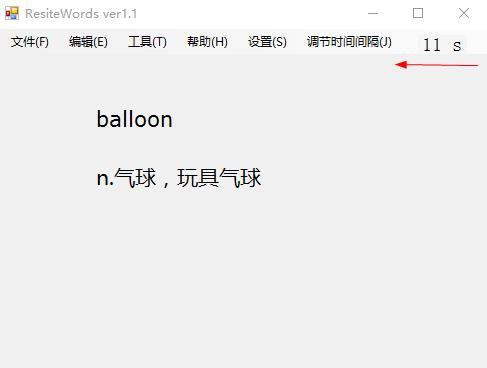 ResiteWords ver1.1
文件(F) 编辑(E) 工具(T) 帮助(H) 设置(S) 调节时间间隔(J) 11 s
balloon
n.气球，玩具气球